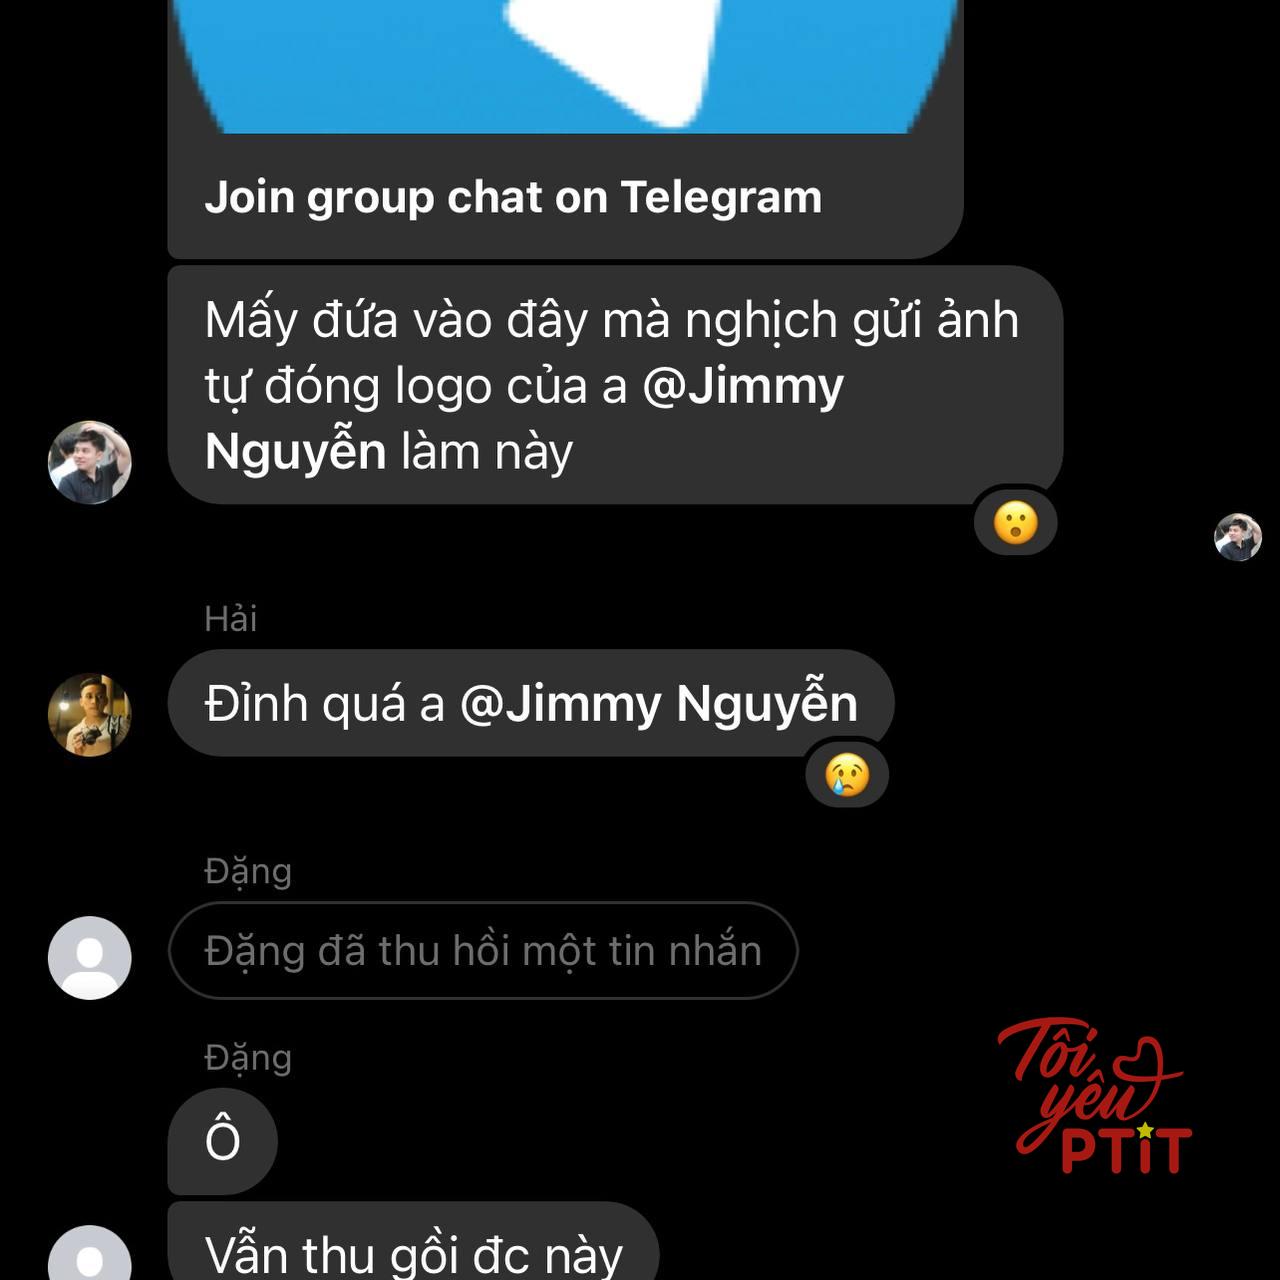 Join group chat on Telegram
Mấy đứa vào đây mà nghịch gửi ảnh
tự đóng logo của a @Jimmy
Nguyễn làm này
Hải
Đỉnh quá a @Jimmy Nguyễn
Đặng
Đặng đã thu hồi một tin nhắn
Đặng
Ô
Vẫn thu gồi đc này
Tôi
yêu
PTiT